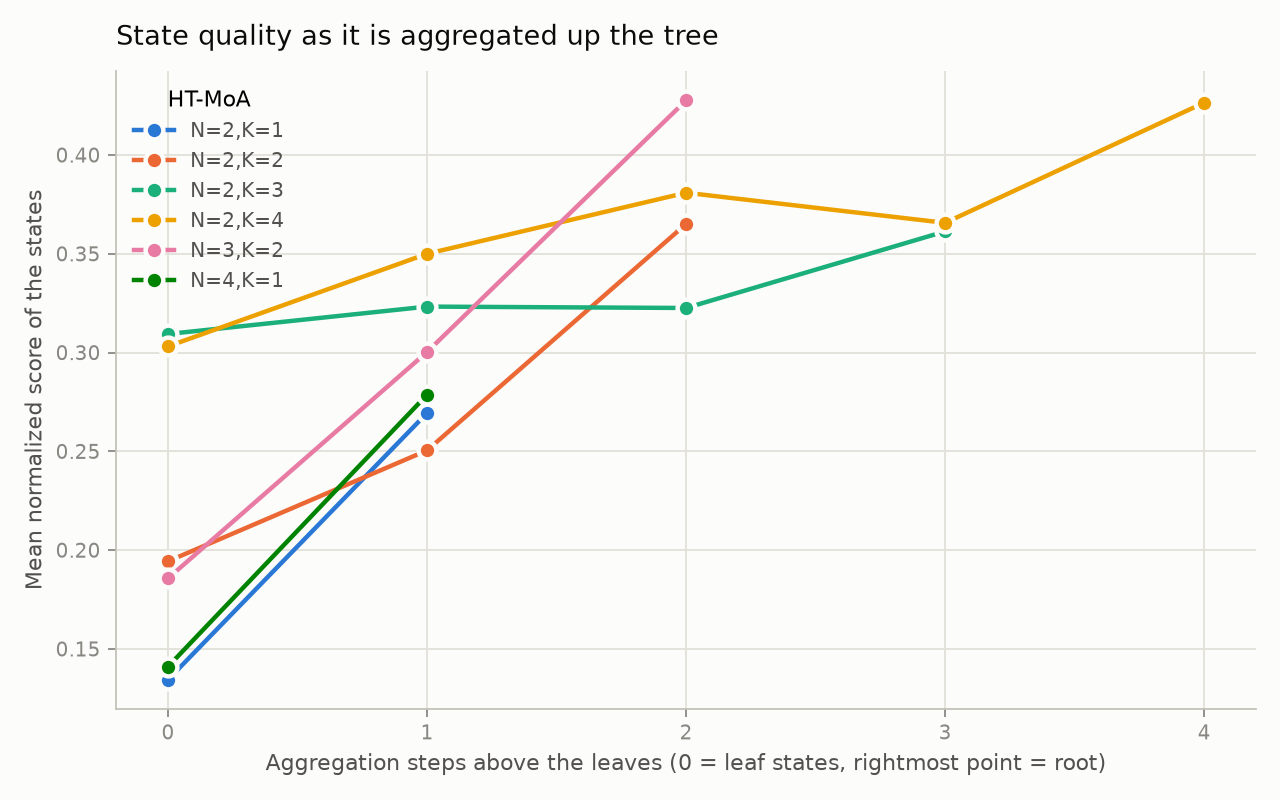 State quality as it is aggregated up the tree
HT-MoA
N=2,K=1
N=2,K=2
N=2,K=3
N=2,K=4
N=3,K=2
N=4,K=1
Mean normalized score of the states
0.40
0.35
0.30
0.25
0.20
0.15
0 1 2 3 4
Aggregation steps above the leaves (0 = leaf states, rightmost point = root)